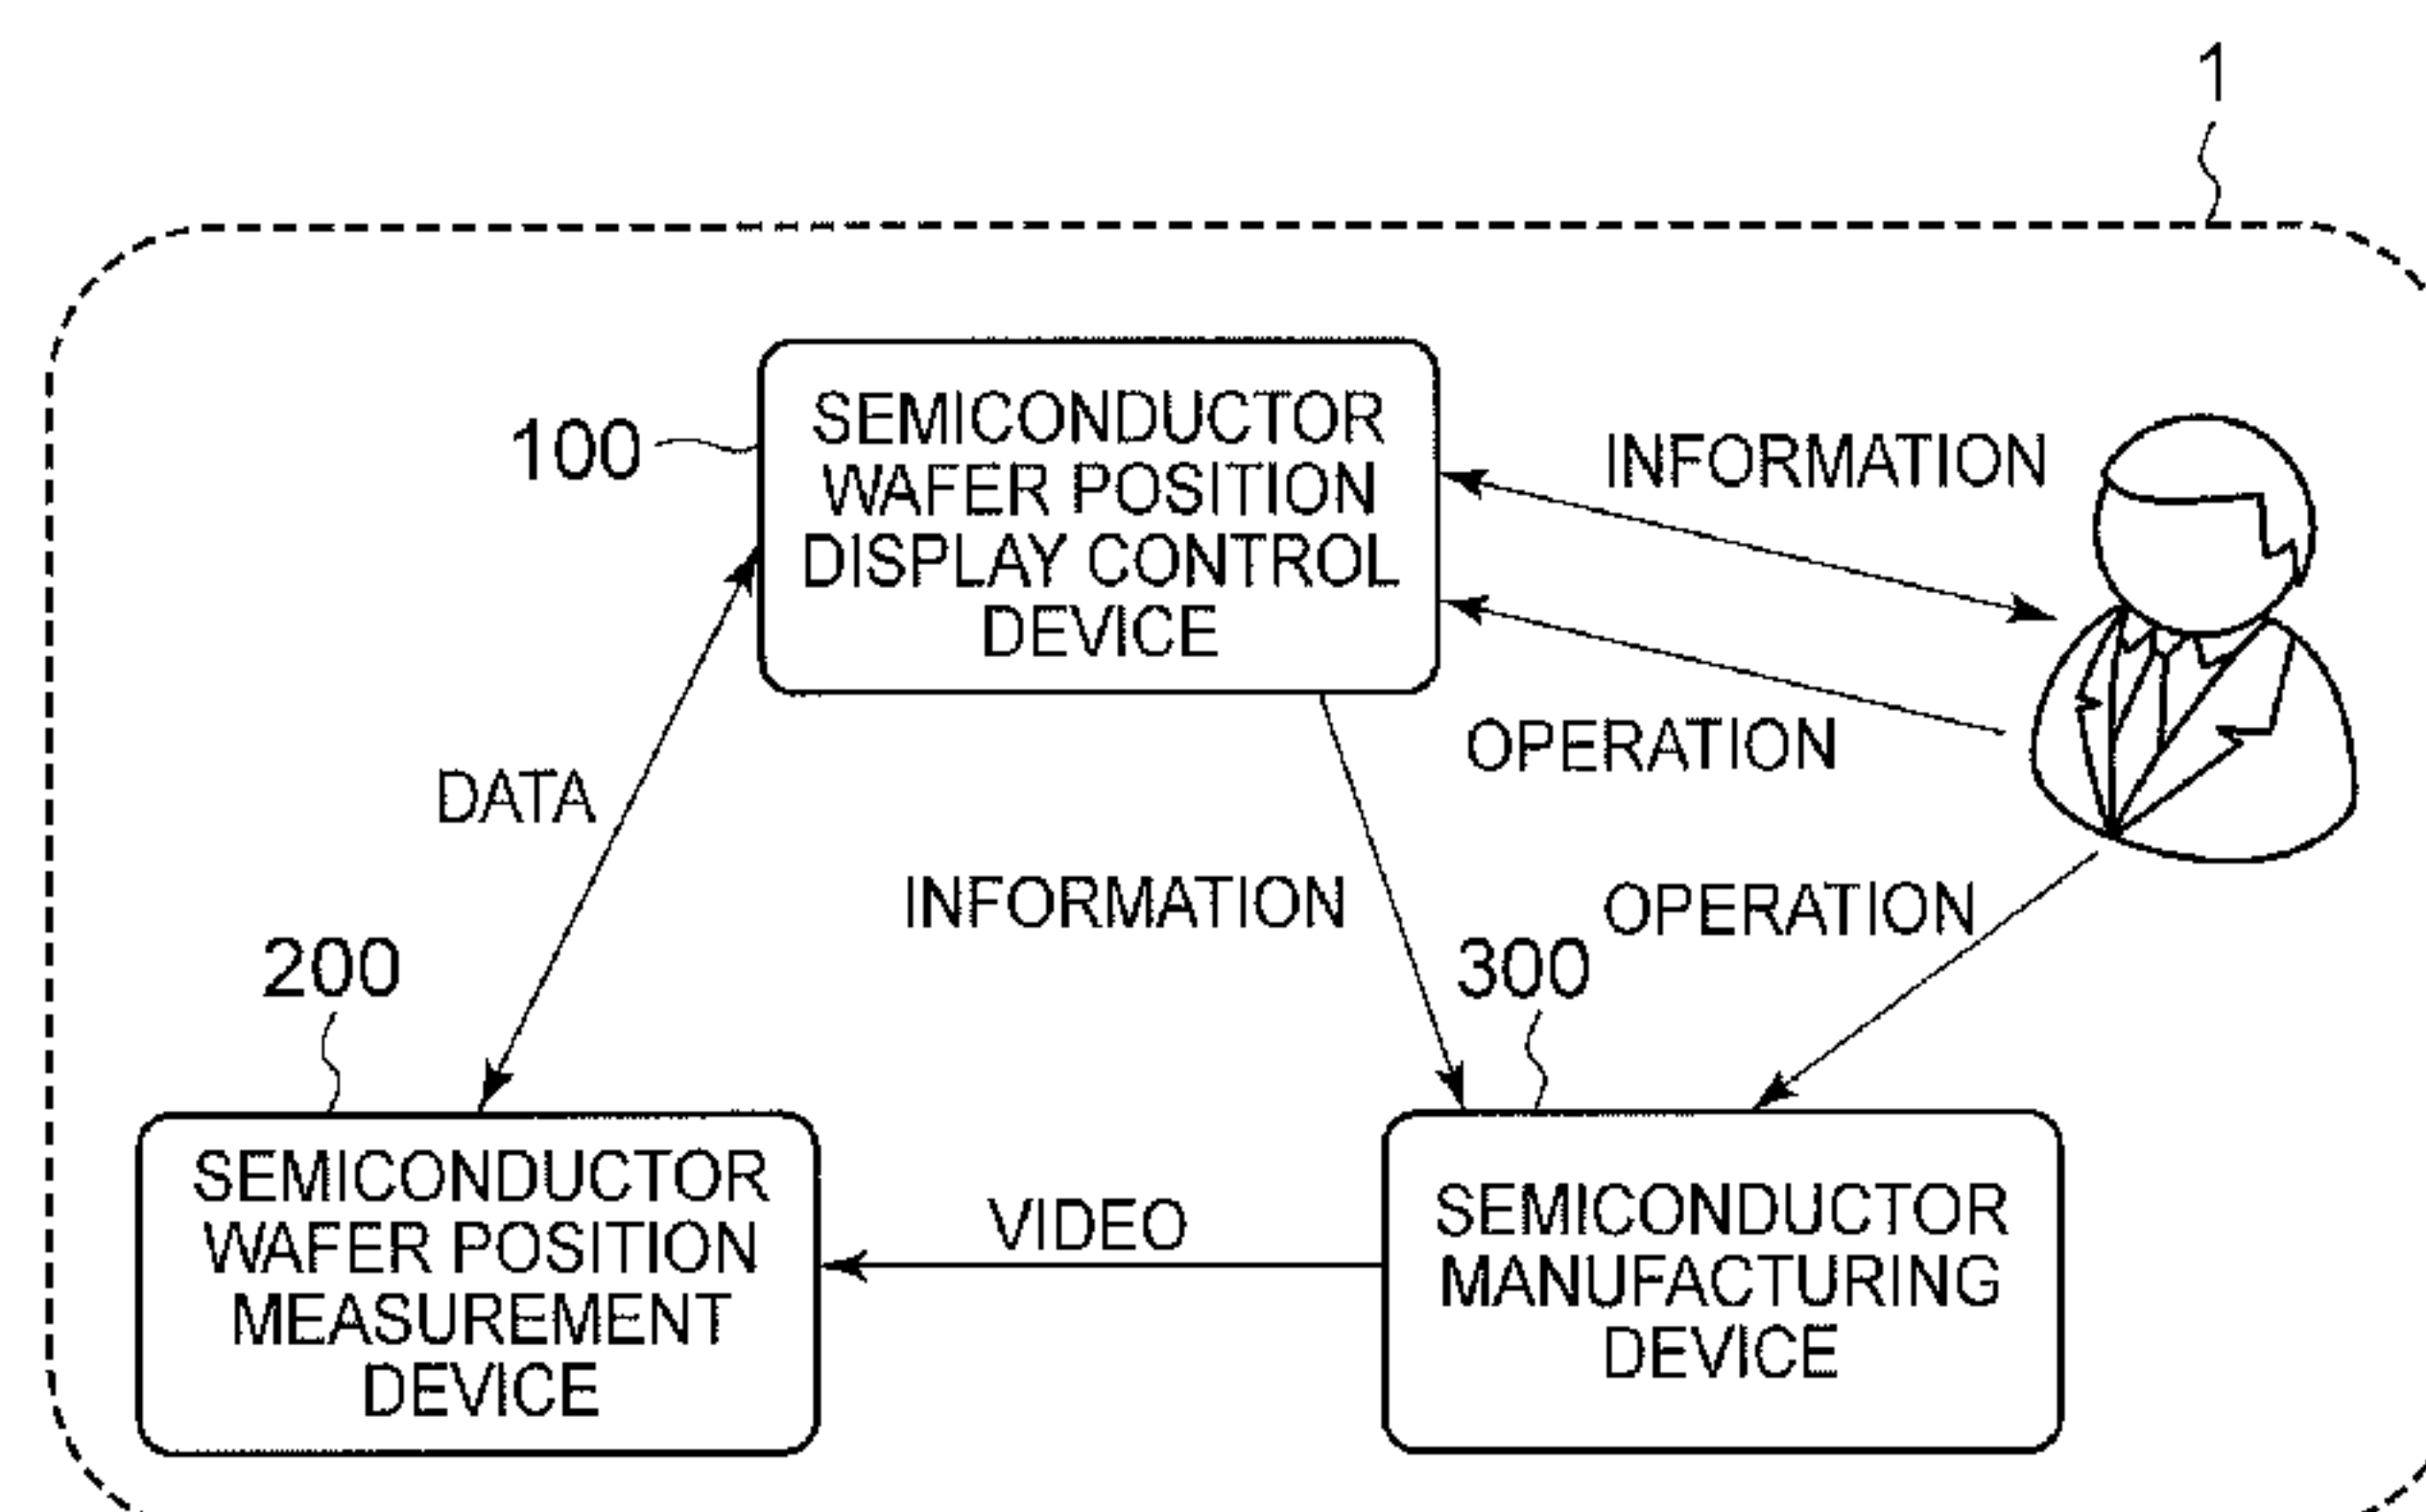 1
100
SEMICONDUCTOR
WAFER POSITION
DISPLAY CONTROL
DEVICE
INFORMATION
OPERATION
DATA
INFORMATION
OPERATION
200
300
SEMICONDUCTOR
WAFER POSITION
MEASUREMENT
DEVICE
VIDEO
SEMICONDUCTOR
MANUFACTURING
DEVICE